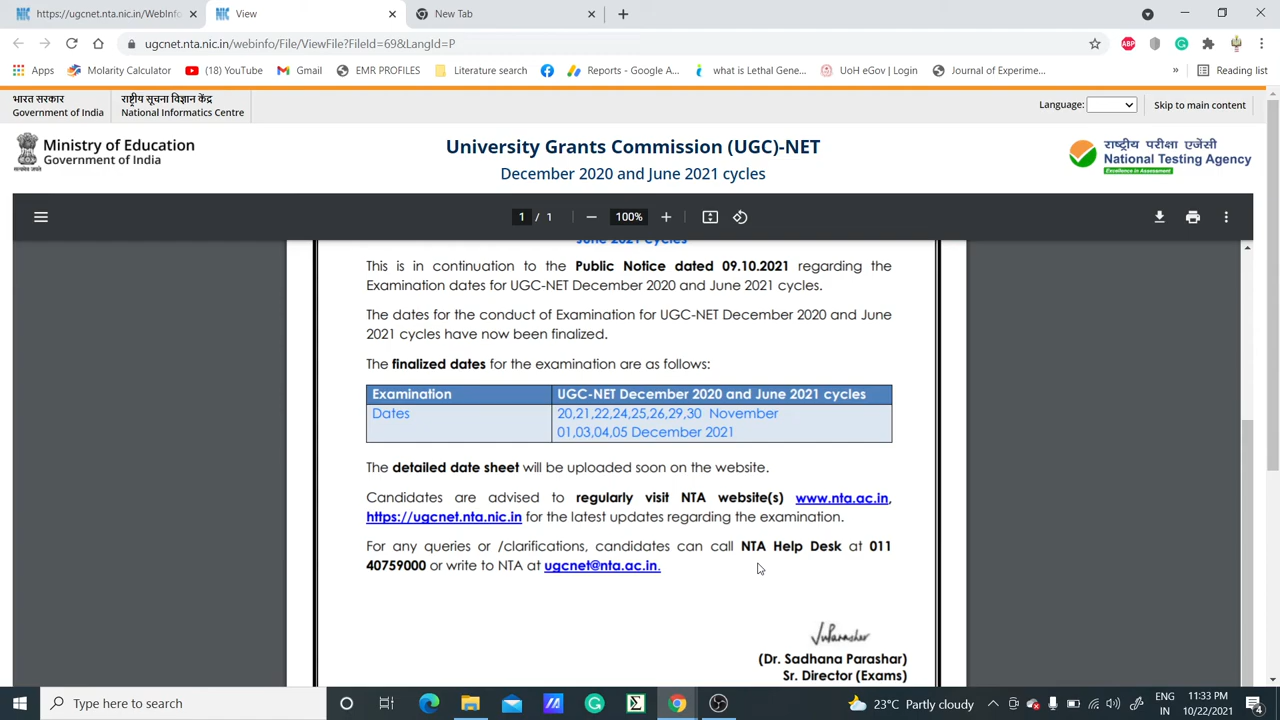 https://ugcnet.nta.nic.in/WebInfo
View
New Tab
ugcnet.nta.nic.in/webinfo/File/ViewFile?FileId=69&LangId=P
Apps
Molarity Calculator
(18) YouTube
Gmail
EMR PROFILES
Literature search
Reports - Google A...
what is Lethal Gene...
UoH eGov | Login
Journal of Experime...
»
Reading list
भारत सरकार
Government of India
राष्ट्रीय सूचना विज्ञान केंद्र
National Informatics Centre
Language:
Skip to main content
Ministry of Education
Government of India
University Grants Commission (UGC)-NET
December 2020 and June 2021 cycles
राष्ट्रीय परीक्षा एजेंसी
National Testing Agency
Excellence in Assessment
1 / 1
100%
June 2021 cycles
This is in continuation to the Public Notice dated 09.10.2021 regarding the
Examination dates for UGC-NET December 2020 and June 2021 cycles.
The dates for the conduct of Examination for UGC-NET December 2020 and June
2021 cycles have now been finalized.
The finalized dates for the examination are as follows:
Examination
UGC-NET December 2020 and June 2021 cycles
Dates
20,21,22,24,25,26,29,30 November
01,03,04,05 December 2021
The detailed date sheet will be uploaded soon on the website.
Candidates are advised to regularly visit NTA website(s) www.nta.ac.in,
https://ugcnet.nta.nic.in for the latest updates regarding the examination.
For any queries or /clarifications, candidates can call NTA Help Desk at 011
40759000 or write to NTA at ugcnet@nta.ac.in.
(Dr. Sadhana Parashar)
Sr. Director (Exams)
Type here to search
23°C Partly cloudy
ENG
IN
11:33 PM
10/22/2021